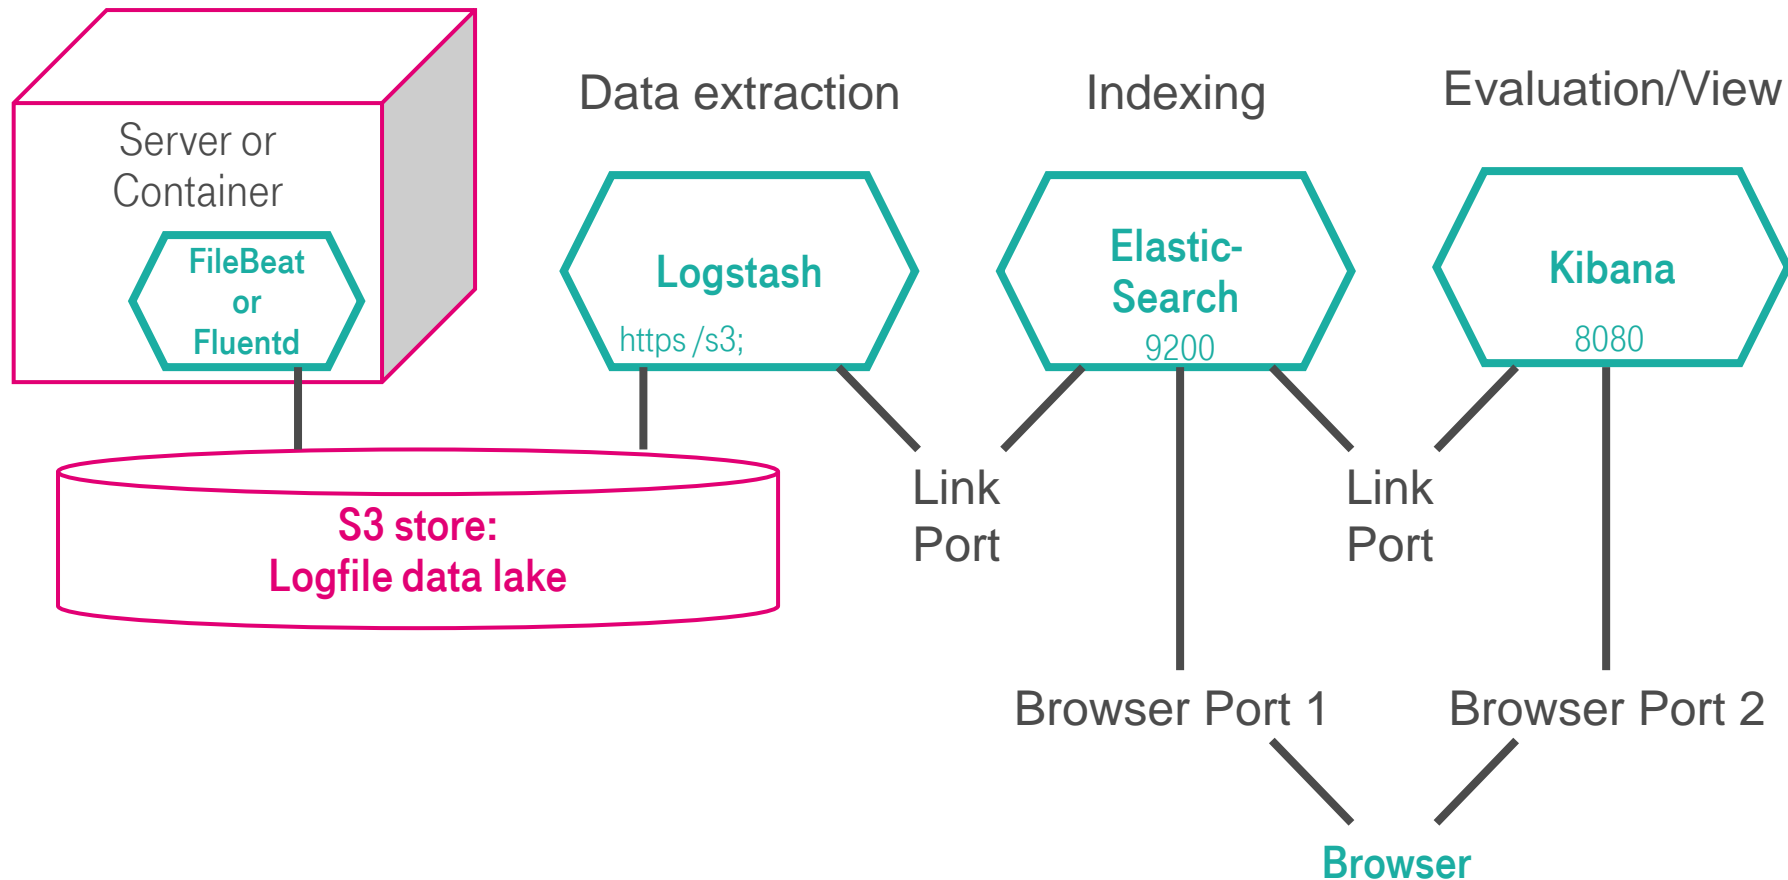 Data extraction
Indexing
Evaluation/View
Server or
Container
FileBeat
or
Fluentd
Logstash
https /s3;
Elastic-
Search
9200
Kibana
8080
S3 store:
Logfile data lake
Link
Port
Link
Port
Browser Port 1
Browser Port 2
Browser